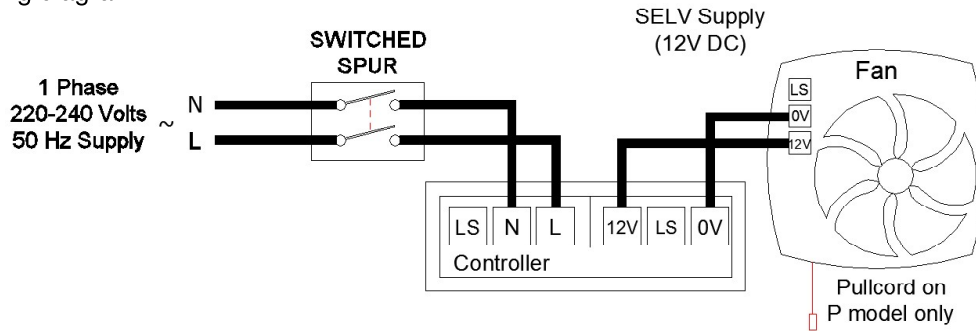 SELV Supply
(12V DC)
SWITCHED
SPUR
1 Phase
220-240 Volts
50 Hz Supply
~
N
L
Fan
LS
0V
12V
LS N L 12V LS 0V
Controller
Pullcord on
P model only